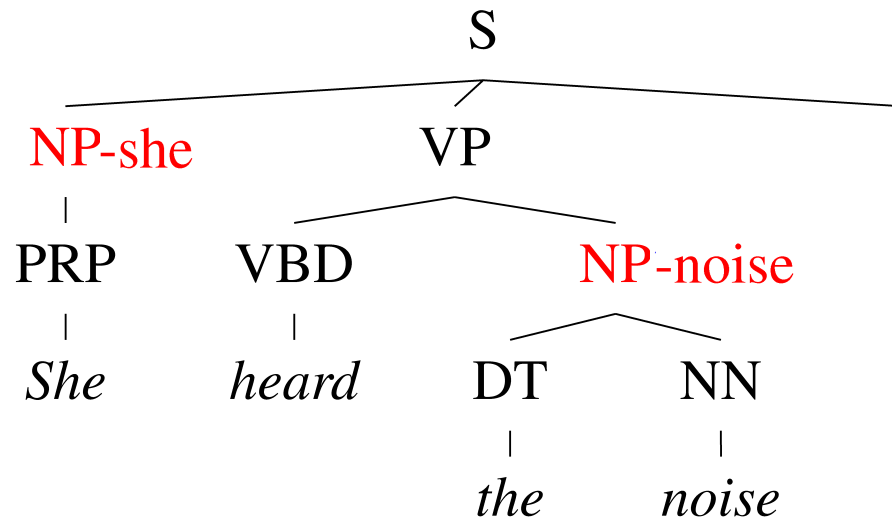 S
NP-she VP
PRP VBD NP-noise
She heard DT NN
the noise